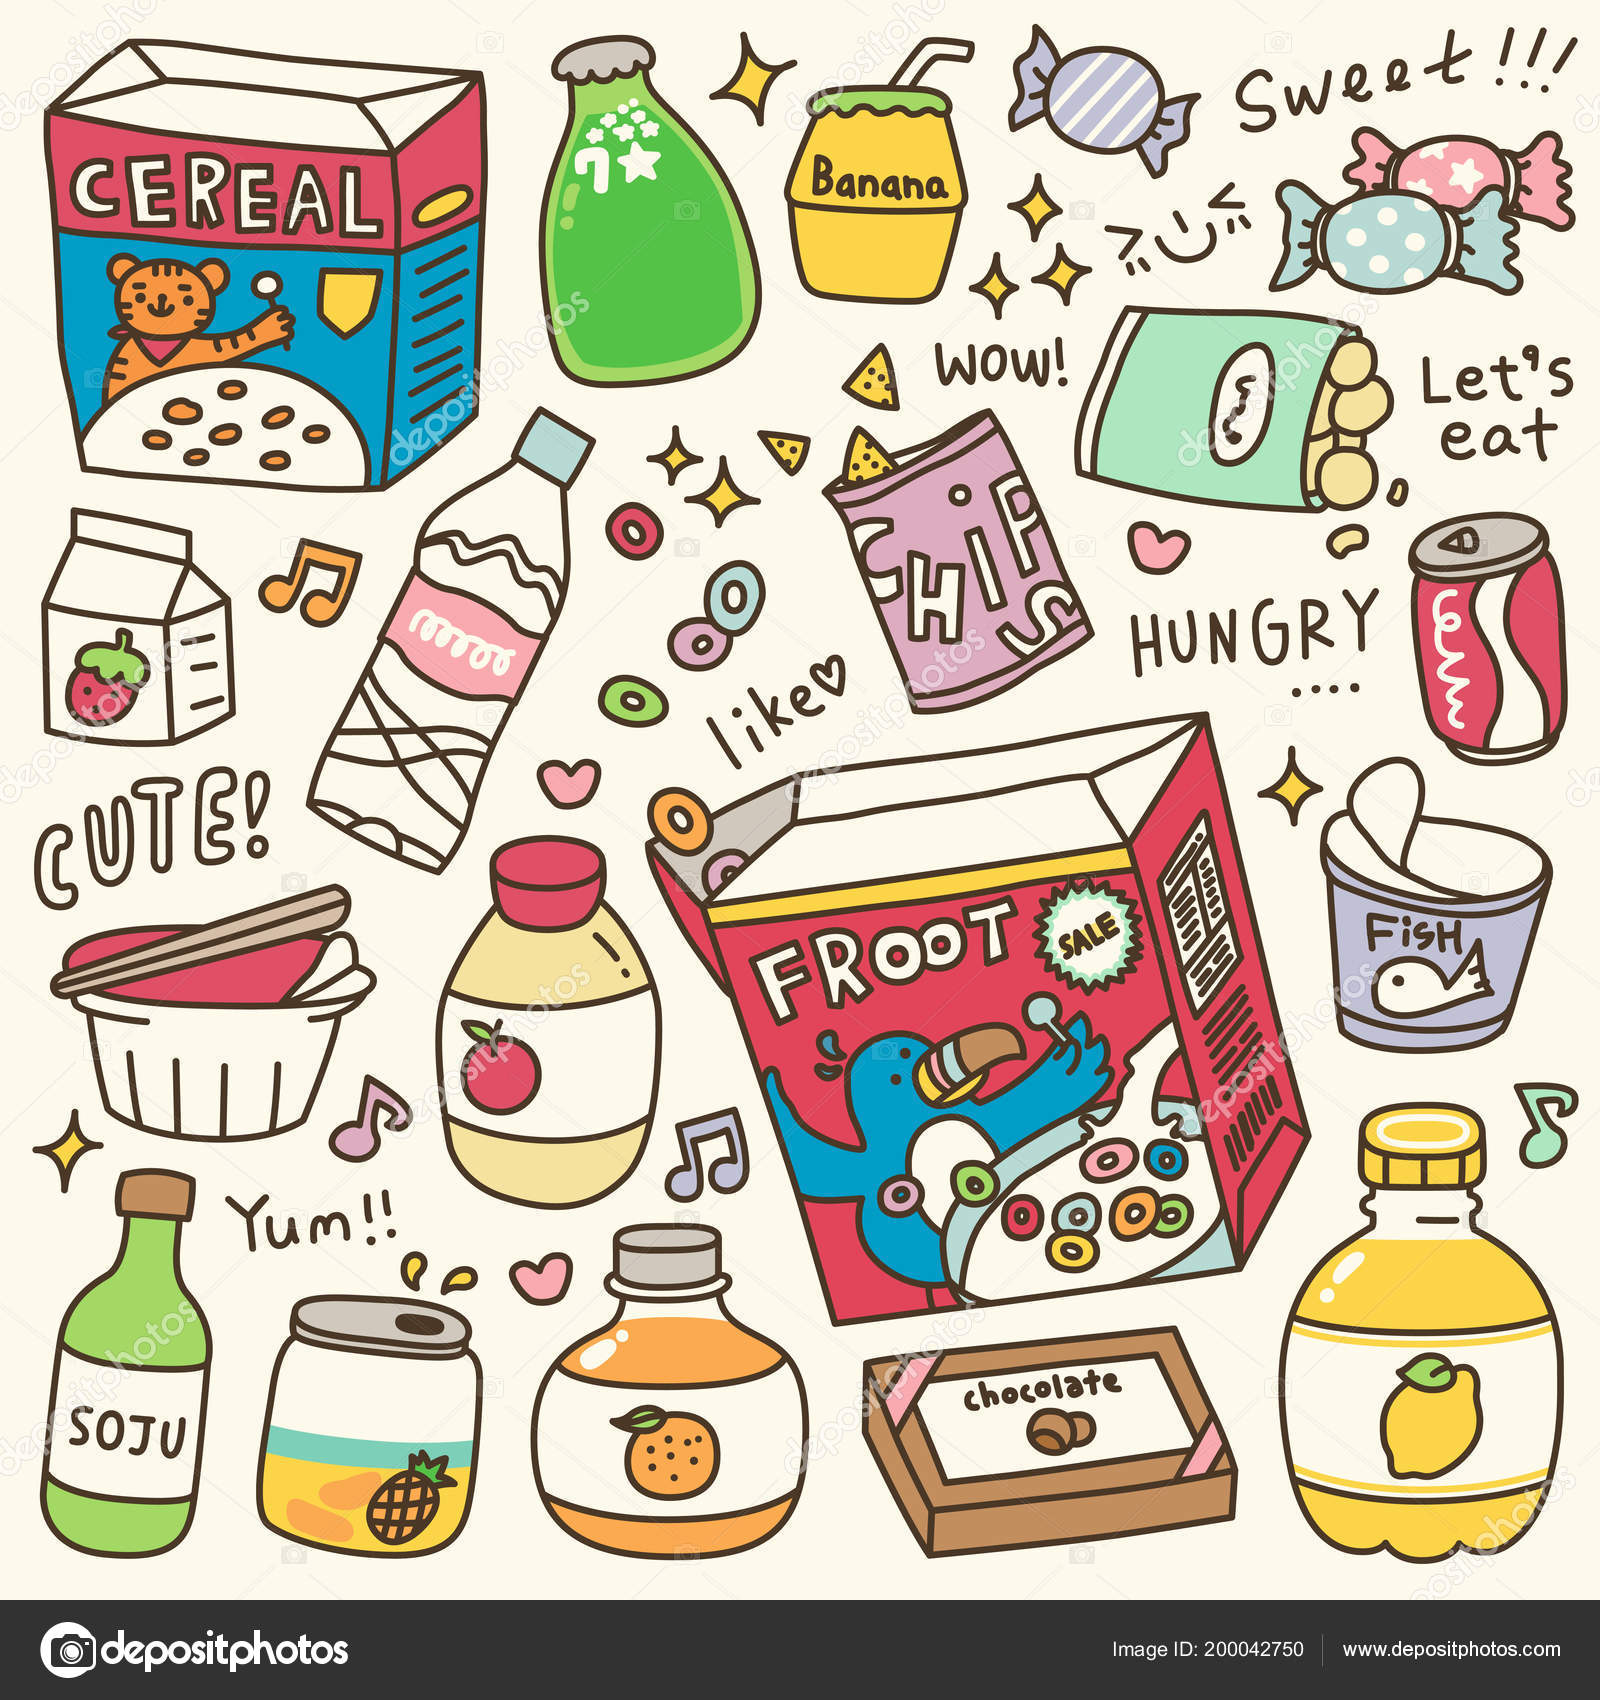 Sweet!!!
CEREAL
7
Banana
WOW!
Let's
eat
CHIPS
HUNGRY
....
like
CUTE!
FROOT
SALE
FiSH
Yum!!
SOJU
chocolate
depositphotos
Image ID: 200042750
www.depositphotos.com